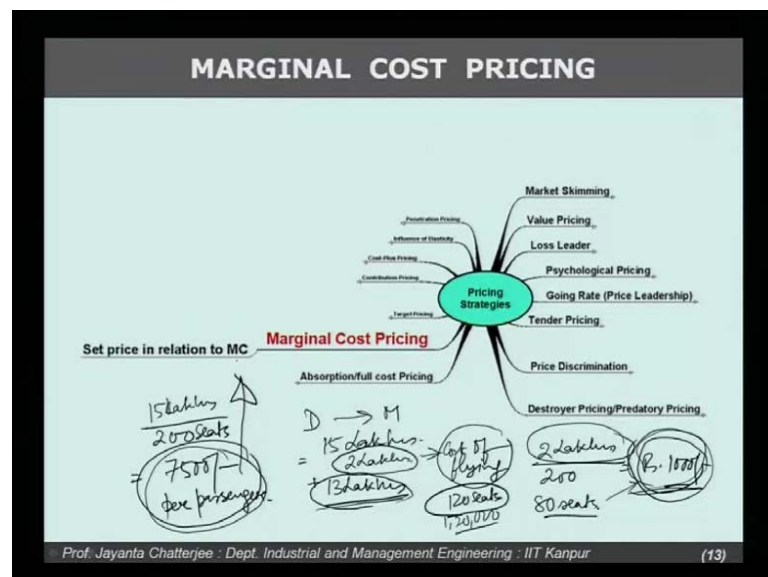 MARGINAL COST PRICING
Market Skimming
Penetration Pricing
Value Pricing
Influence of Elasticity
Loss Leader
Cost-Plus Pricing
Psychological Pricing
Contribution Pricing
Pricing
Strategies
Going Rate (Price Leadership)
Target Pricing
Tender Pricing
Marginal Cost Pricing
Set price in relation to MC
Price Discrimination
Absorption/full cost Pricing
Destroyer Pricing/Predatory Pricing
15 Lakhs
200 seats
= 7500/-
per passenger.
D → M
15 Lakhs.
= 2 Lakhs
+ 13 Lakhs
Cost of
flying
120 seats
1,20,000
2 Lakhs
200
= Rs. 1000/-
80 seats
Prof. Jayanta Chatterjee : Dept. Industrial and Management Engineering : IIT Kanpur
(13)